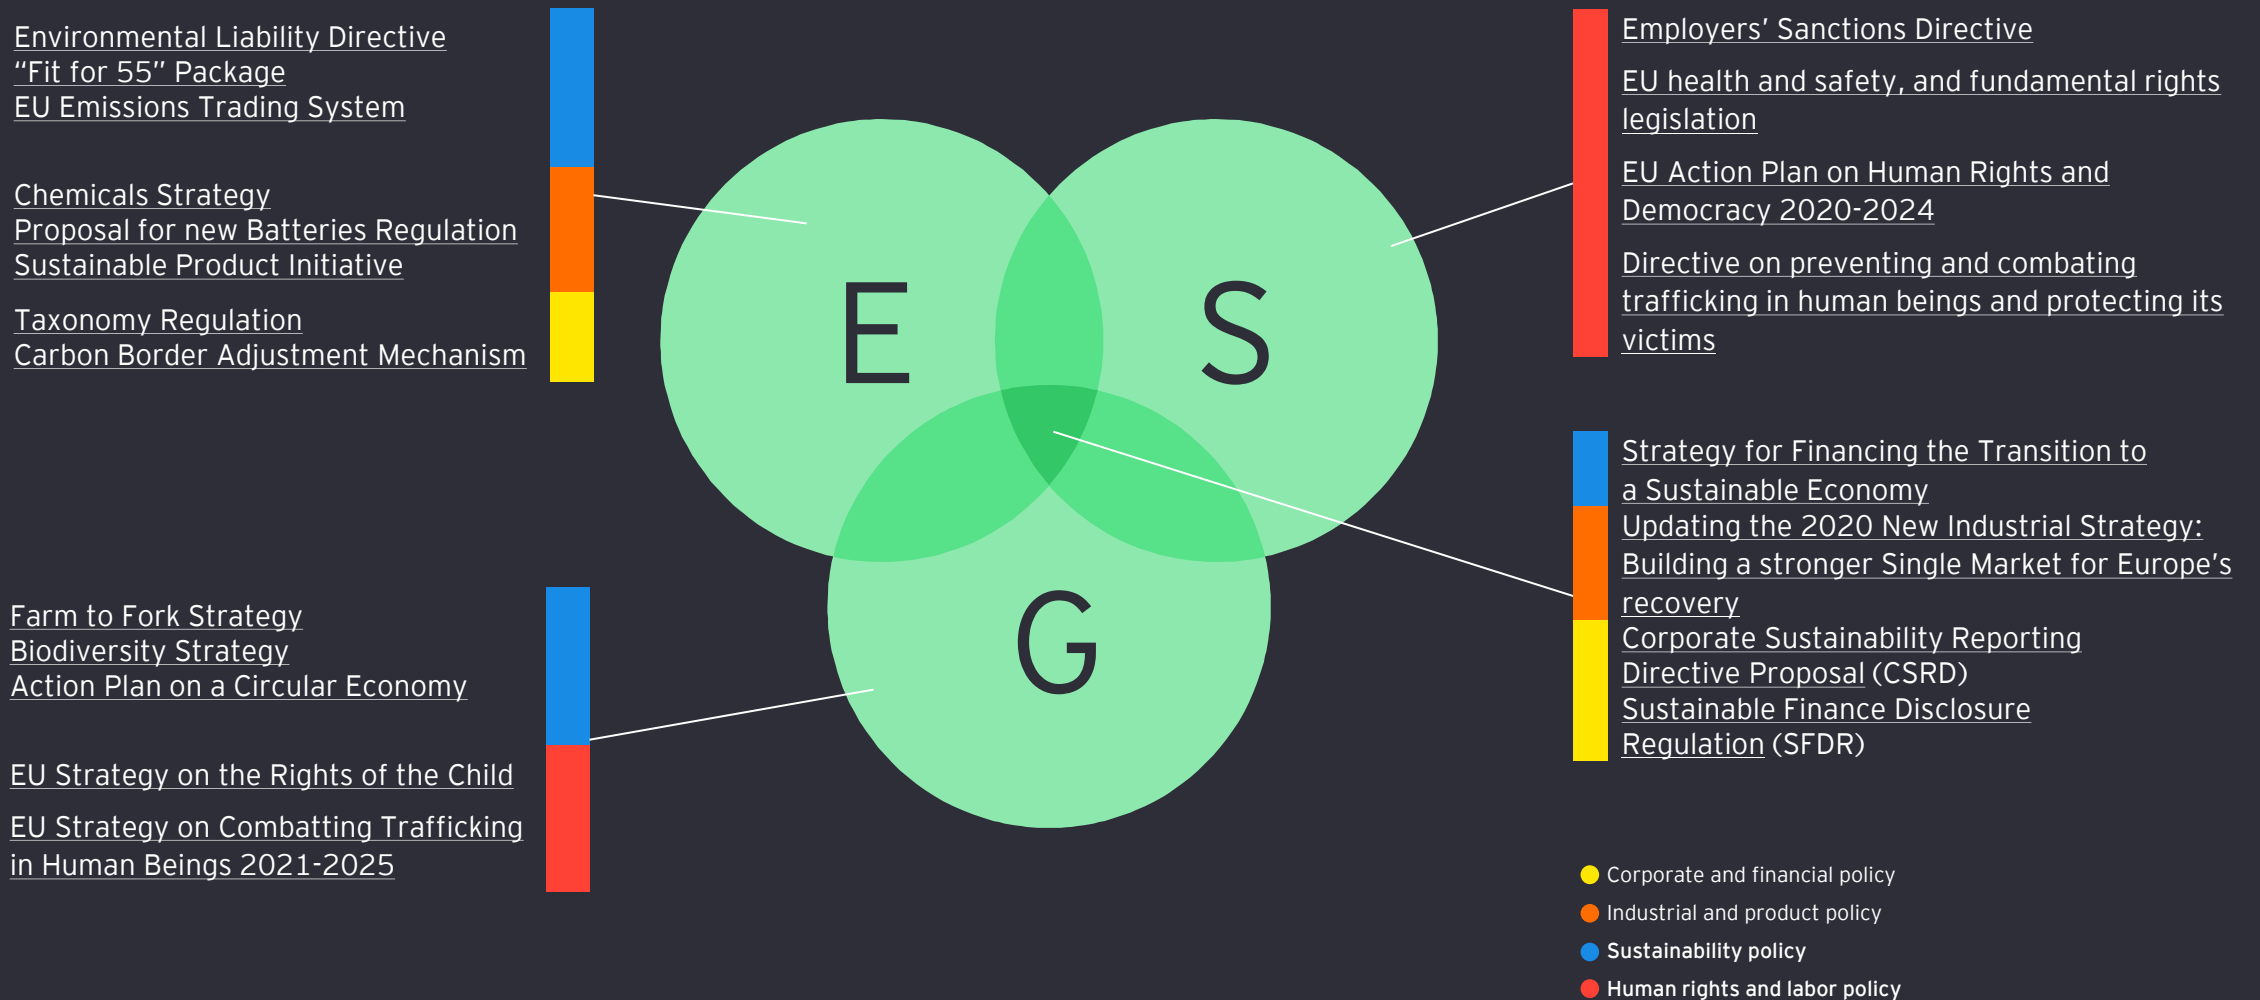 Environmental Liability Directive
“Fit for 55” Package
EU Emissions Trading System
Chemicals Strategy
Proposal for new Batteries Regulation
Sustainable Product Initiative
Taxonomy Regulation
Carbon Border Adjustment Mechanism
Employers’ Sanctions Directive
EU health and safety, and fundamental rights
legislation
EU Action Plan on Human Rights and
Democracy 2020-2024
Directive on preventing and combating
trafficking in human beings and protecting its
victims
E
S
G
Strategy for Financing the Transition to
a Sustainable Economy
Updating the 2020 New Industrial Strategy:
Building a stronger Single Market for Europe’s
recovery
Corporate Sustainability Reporting
Directive Proposal (CSRD)
Sustainable Finance Disclosure
Regulation (SFDR)
Farm to Fork Strategy
Biodiversity Strategy
Action Plan on a Circular Economy
EU Strategy on the Rights of the Child
EU Strategy on Combatting Trafficking
in Human Beings 2021-2025
Corporate and financial policy
Industrial and product policy
Sustainability policy
Human rights and labor policy